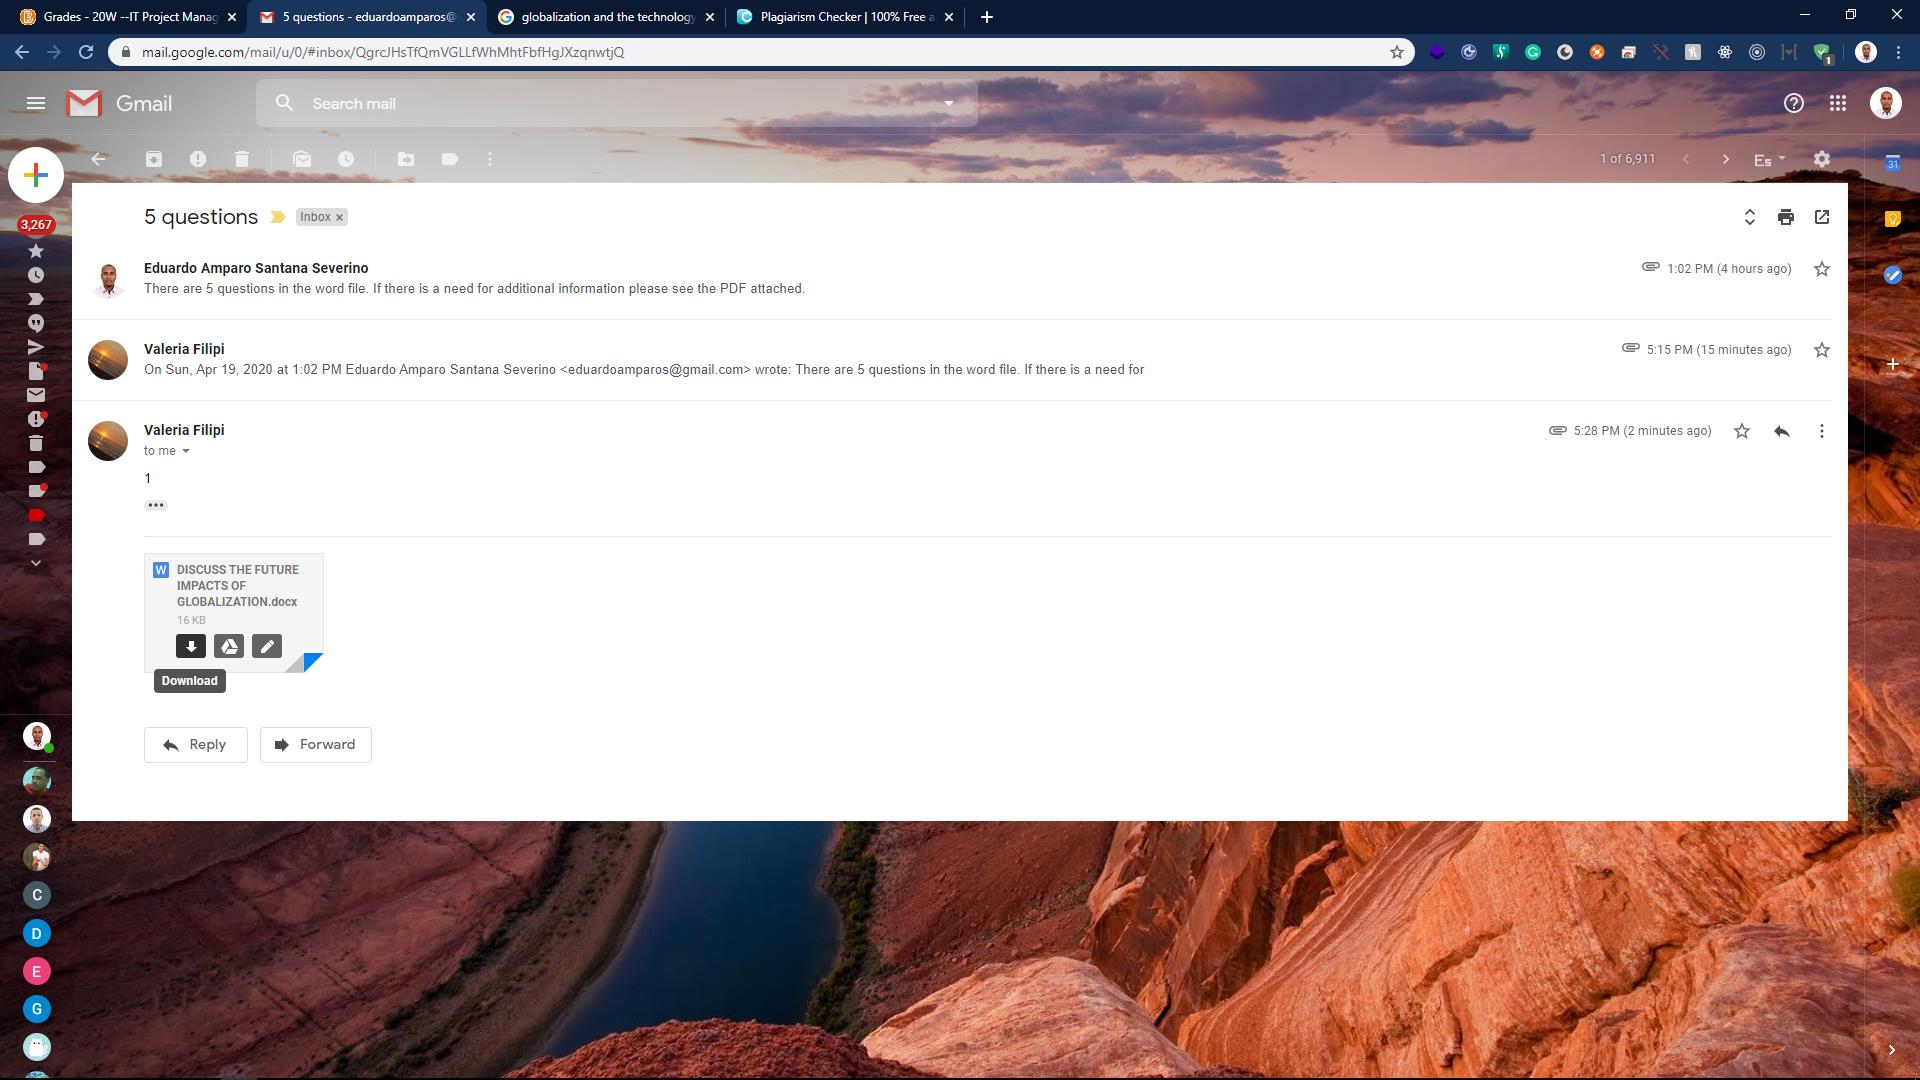 Grades - 20W --IT Project Manag
5 questions - eduardoamparos@
globalization and the technology
Plagiarism Checker | 100% Free a
mail.google.com/mail/u/0/#inbox/QgrcJHsTfQmVGLLfWhMhtFbfHgJXzqnwtjQ
1
Gmail
Search mail
1 of 6,911
Es
31
3,267
5 questions
Inbox x
Eduardo Amparo Santana Severino
1:02 PM (4 hours ago)
There are 5 questions in the word file. If there is a need for additional information please see the PDF attached.
Valeria Filipi
5:15 PM (15 minutes ago)
On Sun, Apr 19, 2020 at 1:02 PM Eduardo Amparo Santana Severino <eduardoamparos@gmail.com> wrote: There are 5 questions in the word file. If there is a need for
Valeria Filipi
5:28 PM (2 minutes ago)
to me
1
W DISCUSS THE FUTURE
IMPACTS OF
GLOBALIZATION.docx
16 KB
Download
Reply
Forward
C
D
E
G